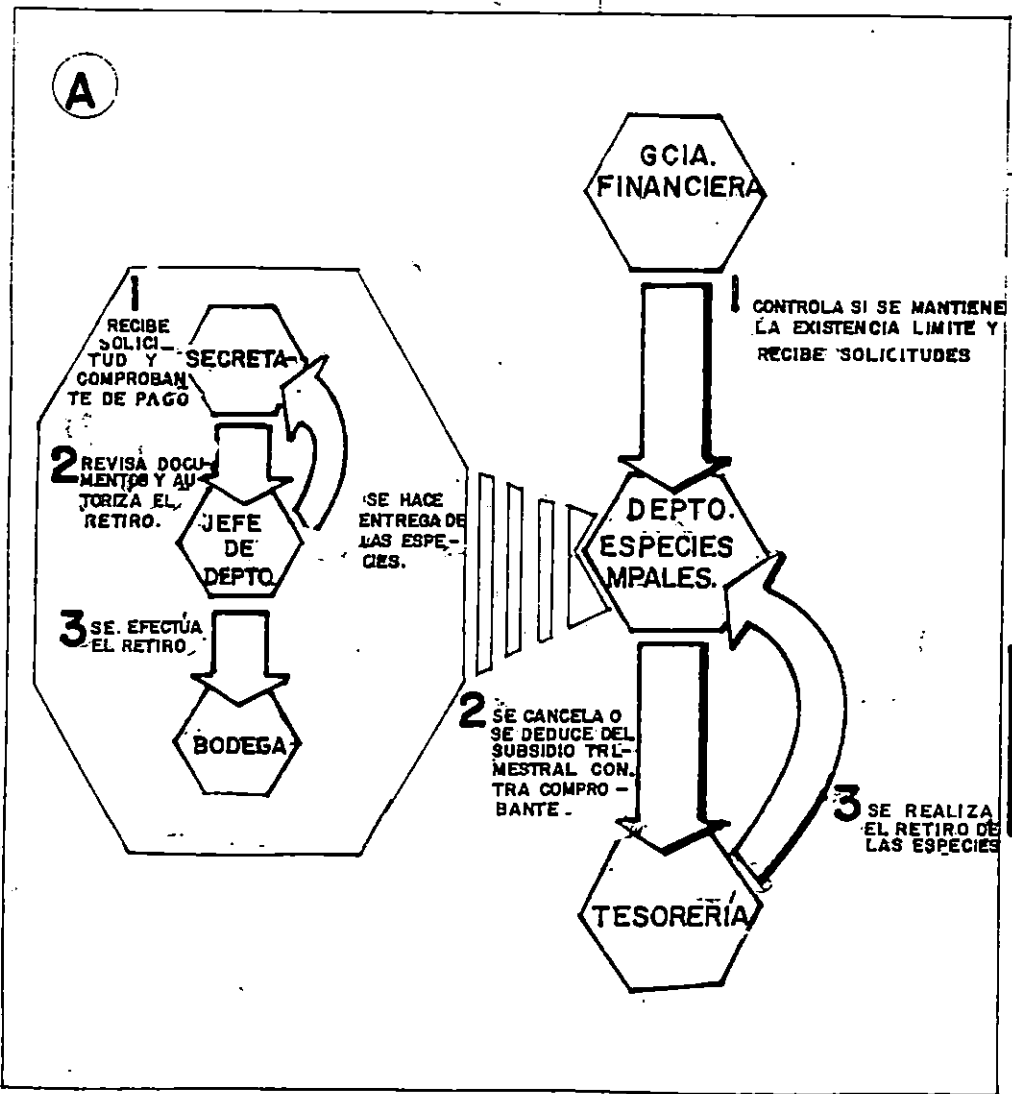 A
GCIA.
FINANCIERA
1
CONTROLA SI SE MANTIENE
LA EXISTENCIA LIMITE Y
RECIBE SOLICITUDES
1
RECIBE
SOLICI_
TUD Y
COMPROBAN
TE DE PAGO
SECRETA-
2
REVISA DOCU-
MENTOS Y AU
TORIZA EL
RETIRO.
JEFE
DE
DEPTO.
SE HACE
ENTREGA DE
LAS ESPE-
CIES.
DEPTO.
ESPECIES
MPALES.
3
SE EFECTÚA
EL RETIRO
BODEGA
2
SE CANCELA O
SE DEDUCE DEL
SUBSIDIO TRI-
MESTRAL CON.
TRA COMPRO-
BANTE.
3
SE REALIZA
EL RETIRO DE
LAS ESPECIES
TESORERÍA